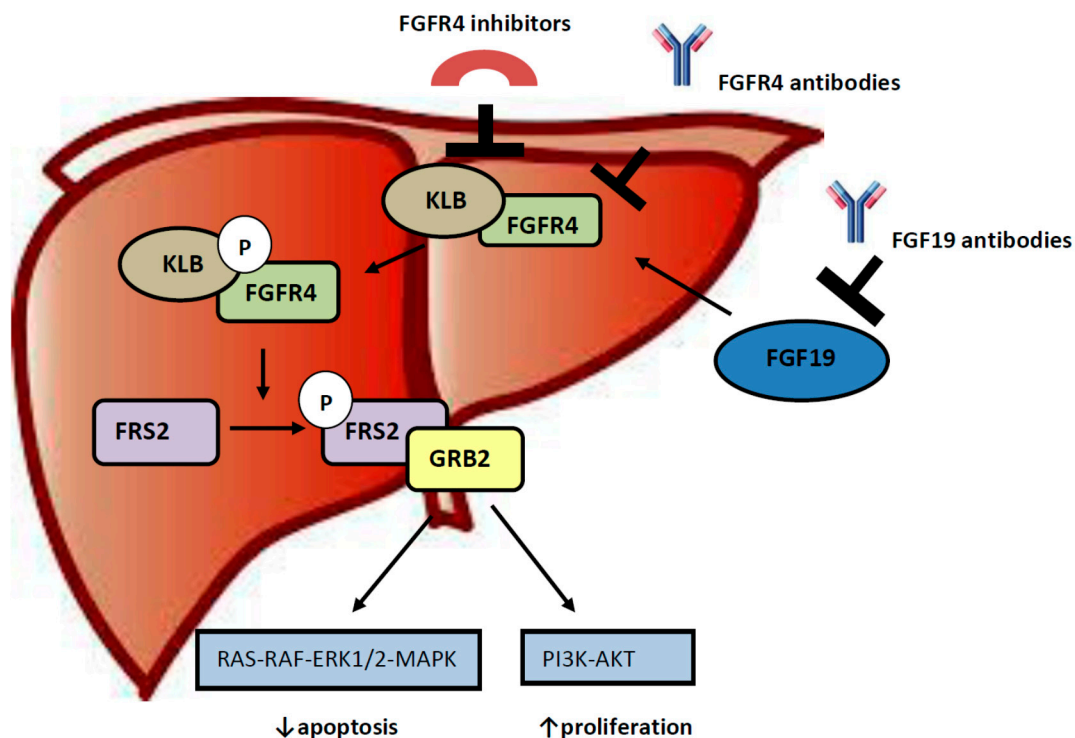 FGFR4 inhibitors
FGFR4 antibodies
KLB
FGFR4
FGF19 antibodies
P
KLB
FGFR4
FGF19
P
FRS2
FRS2
GRB2
RAS-RAF-ERK1/2-MAPK
PI3K-AKT
↓apoptosis
↑proliferation